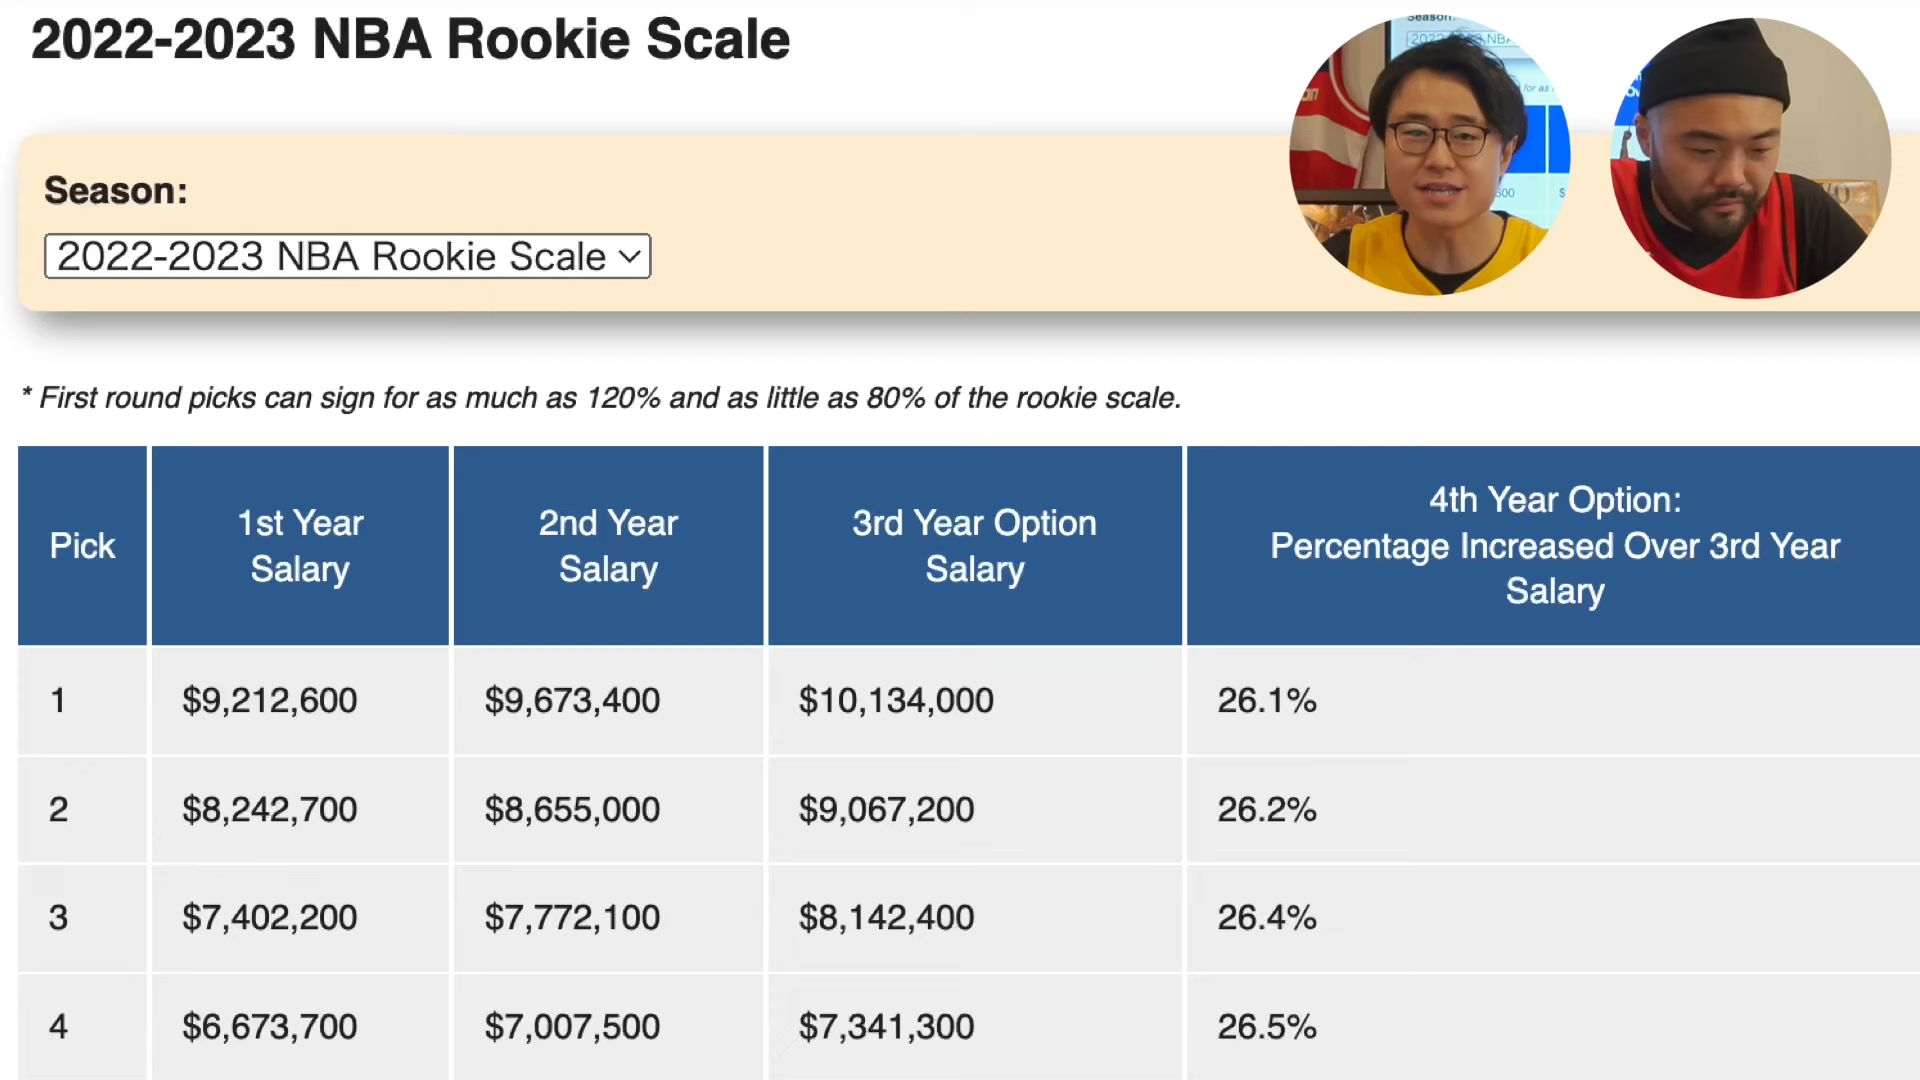 2022-2023 NBA Rookie Scale
Season:
2022-2023 NBA Rookie Scale
* First round picks can sign for as much as 120% and as little as 80% of the rookie scale.
Pick
1st Year
Salary
2nd Year
Salary
3rd Year Option
Salary
4th Year Option:
Percentage Increased Over 3rd Year
Salary
1 $9,212,600 $9,673,400 $10,134,000 26.1%
2 $8,242,700 $8,655,000 $9,067,200 26.2%
3 $7,402,200 $7,772,100 $8,142,400 26.4%
4 $6,673,700 $7,007,500 $7,341,300 26.5%
Season:
for as